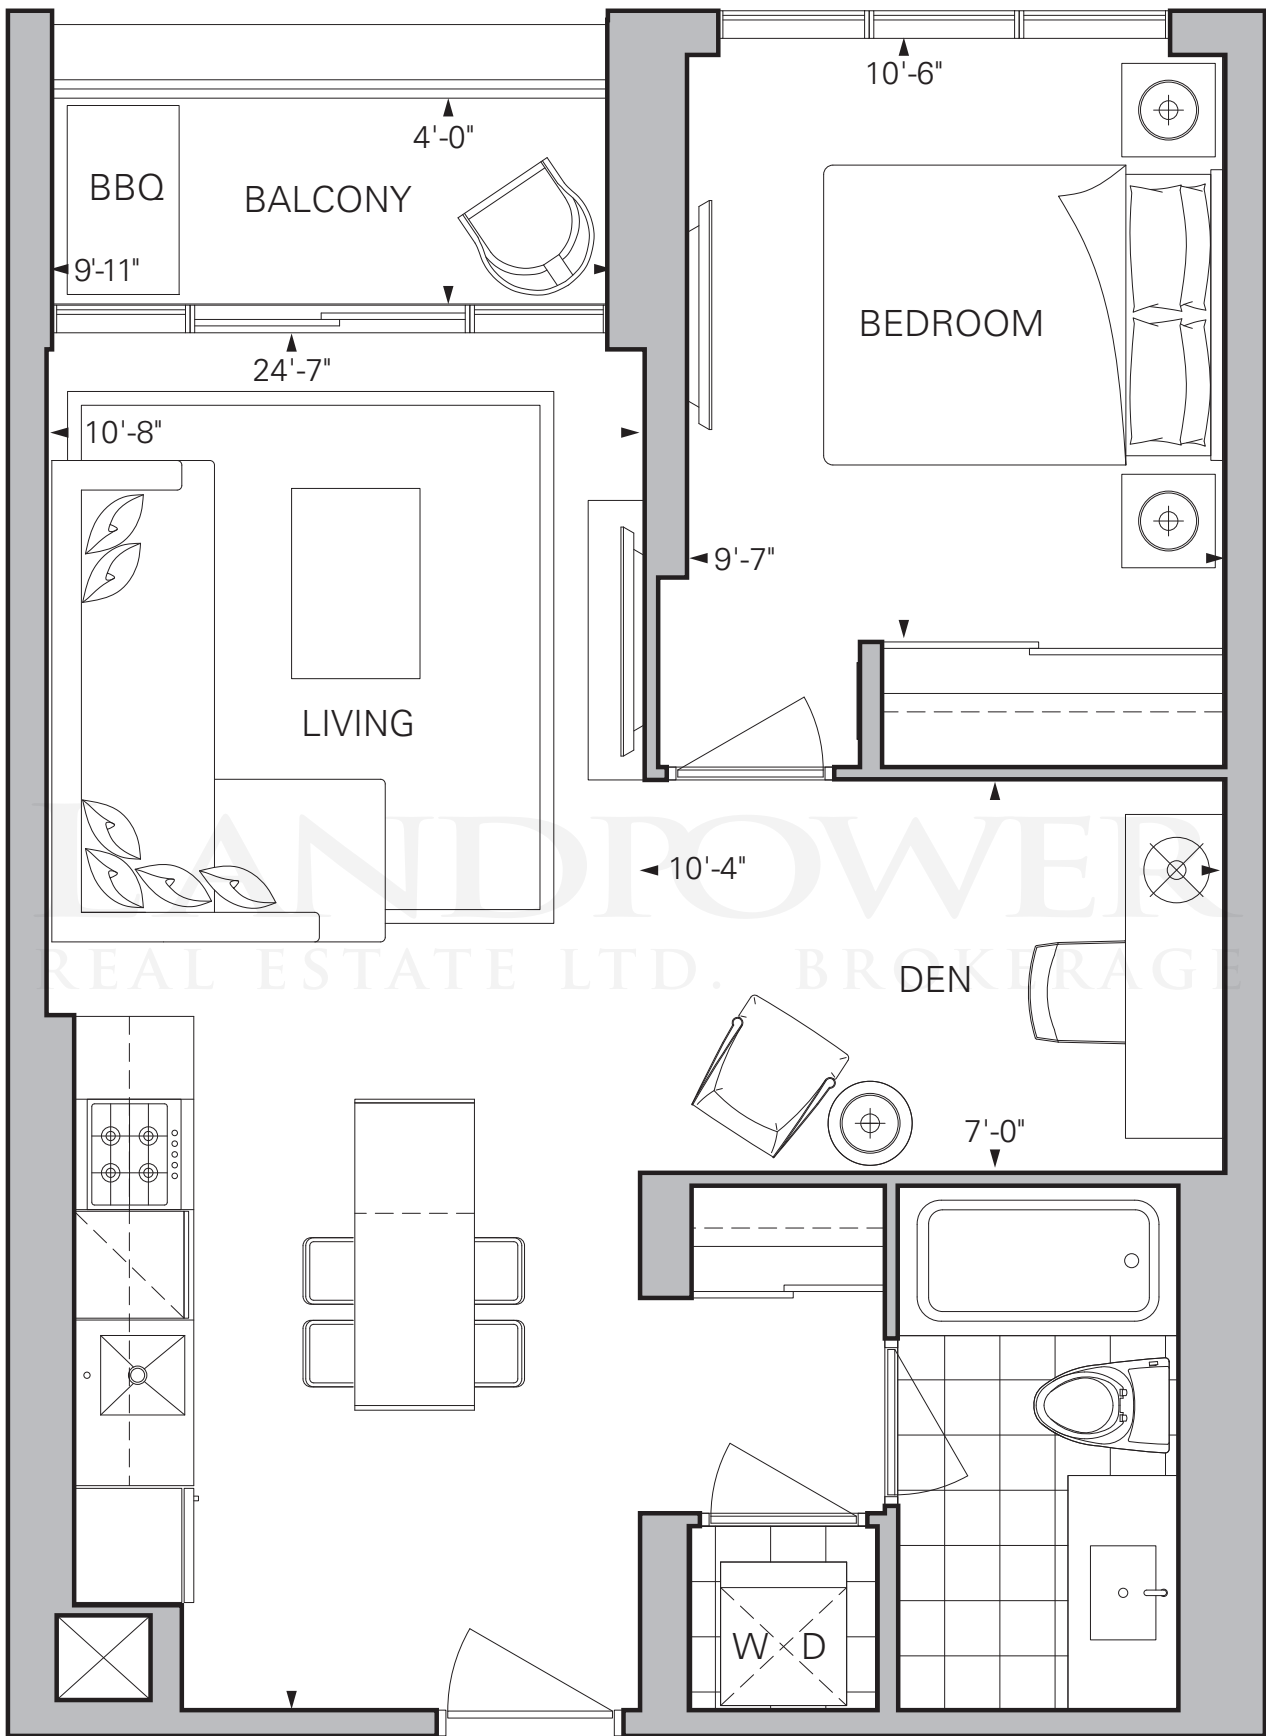 10'-6"
4'-0"
BBQ
BALCONY
9'-11"
BEDROOM
24'-7"
10'-8"
9'-7"
LIVING
LANDPOWER
10'-4"
REAL ESTATE LTD. BROKERAGE
DEN
7'-0"
W D